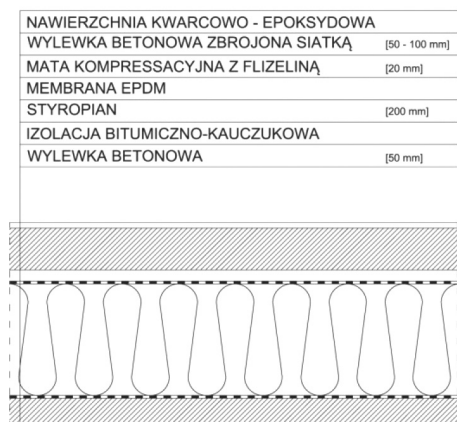 NAWIERZCHNIA KWARCOWO - EPOKSYDOWA
WYLEWKA BETONOWA ZBROJONA SIATKĄ [50 - 100 mm]
MATA KOMPRESSACYJNA Z FLIZELINĄ [20 mm]
MEMBRANA EPDM
STYROPIAN [200 mm]
IZOLACJA BITUMICZNO-KAUCZUKOWA
WYLEWKA BETONOWA [50 mm]